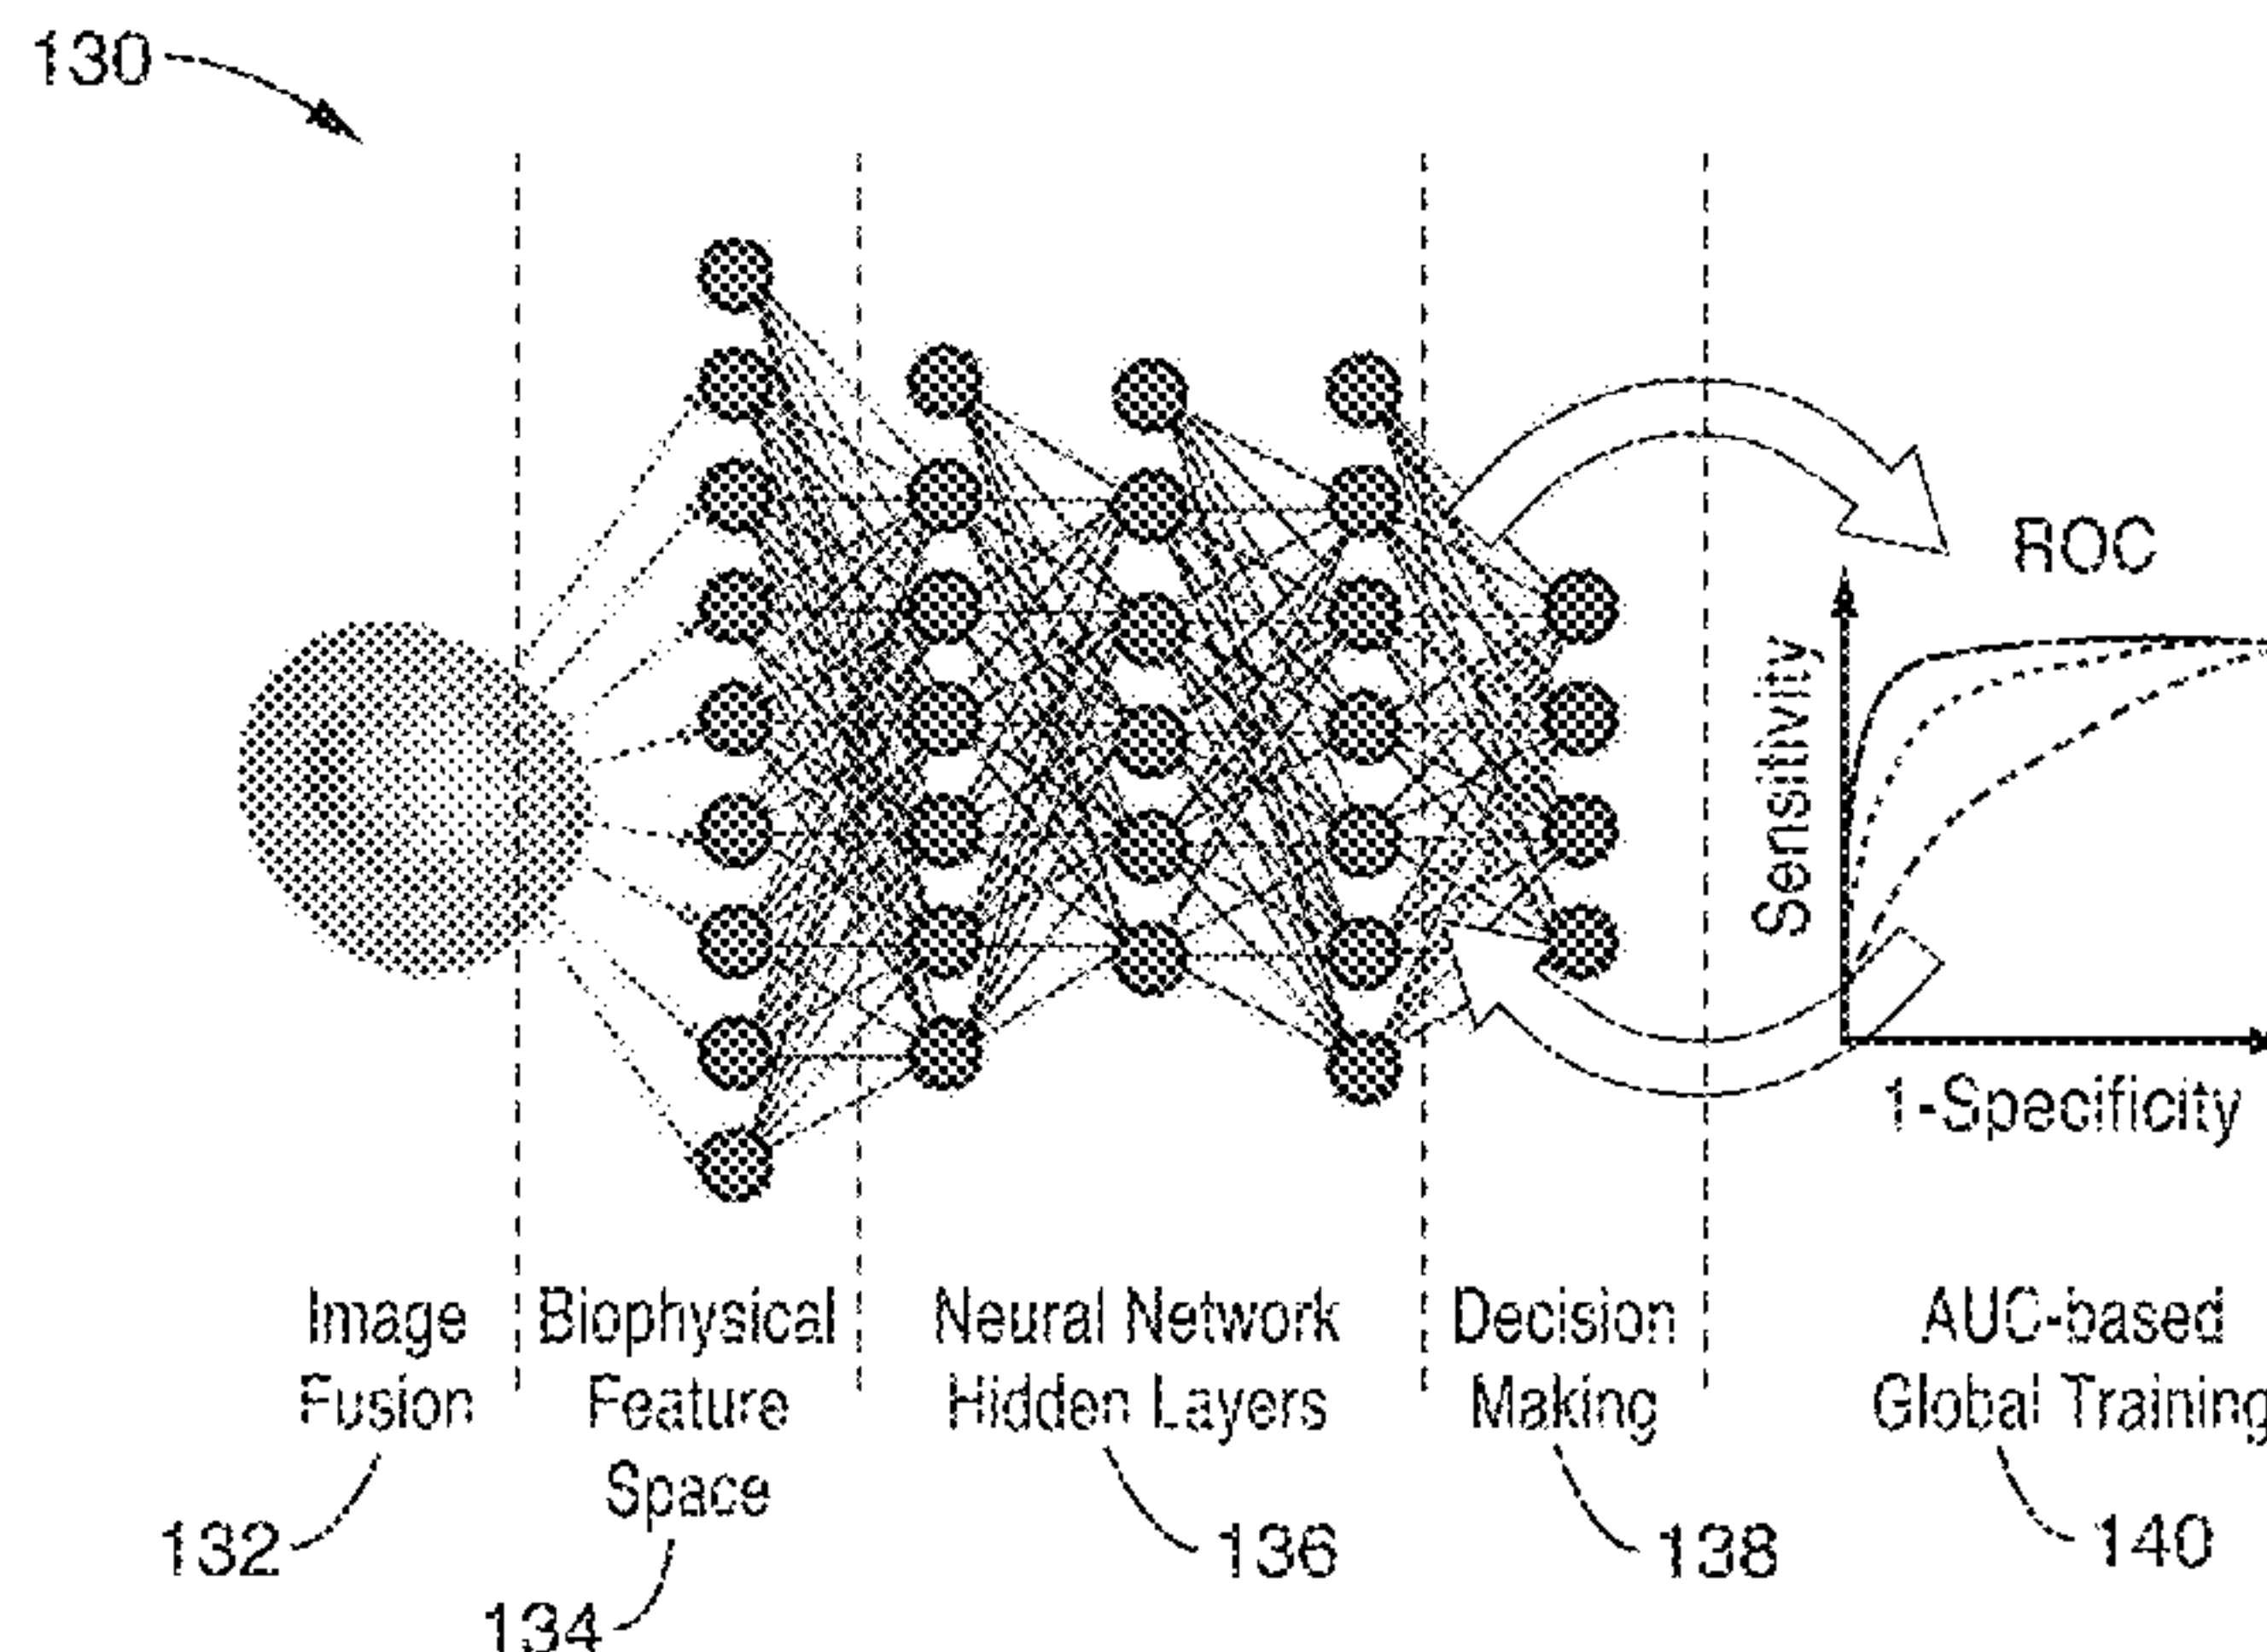 130
ROC
Sensitivity
1-Specificity
Image
Fusion
132
Biophysical
Feature
Space
134
Neural Network
Hidden Layers
136
Decision
Making
138
AUC-based
Global Training
140